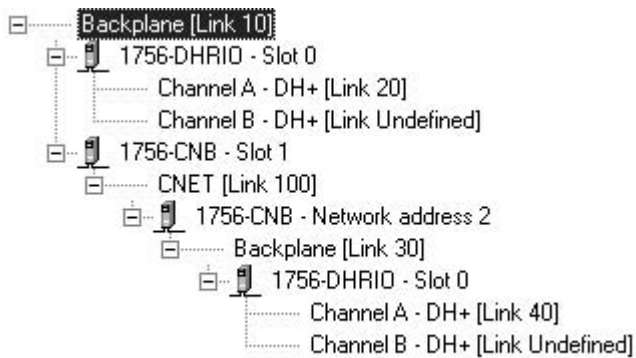 Backplane [Link 10]
1756-DHRIO - Slot 0
Channel A - DH+ [Link 20]
Channel B - DH+ [Link Undefined]
1756-CNB - Slot 1
CNET [Link 100]
1756-CNB - Network address 2
Backplane [Link 30]
1756-DHRIO - Slot 0
Channel A - DH+ [Link 40]
Channel B - DH+ [Link Undefined]